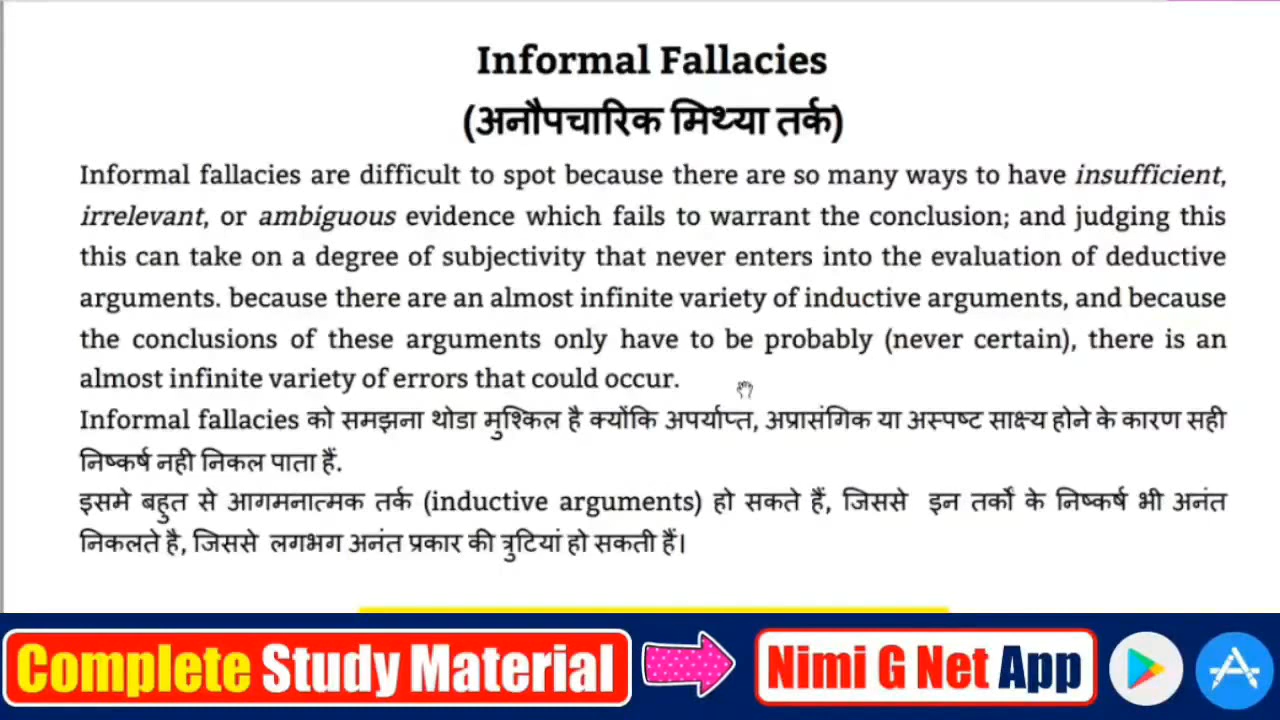 Informal Fallacies
(अनौपचारिक मिथ्या तर्क)
Informal fallacies are difficult to spot because there are so many ways to have insufficient,
irrelevant, or ambiguous evidence which fails to warrant the conclusion; and judging this
this can take on a degree of subjectivity that never enters into the evaluation of deductive
arguments. because there are an almost infinite variety of inductive arguments, and because
the conclusions of these arguments only have to be probably (never certain), there is an
almost infinite variety of errors that could occur.
Informal fallacies को समझना थोडा मुश्किल है क्योंकि अपर्याप्त, अप्रासंगिक या अस्पष्ट साक्ष्य होने के कारण सही
निष्कर्ष नही निकल पाता हैं.
इसमे बहुत से आगमनात्मक तर्क (inductive arguments) हो सकते हैं, जिससे इन तर्कों के निष्कर्ष भी अनंत
निकलते है, जिससे लगभग अनंत प्रकार की त्रुटियां हो सकती हैं।
Complete Study Material
Nimi G Net App